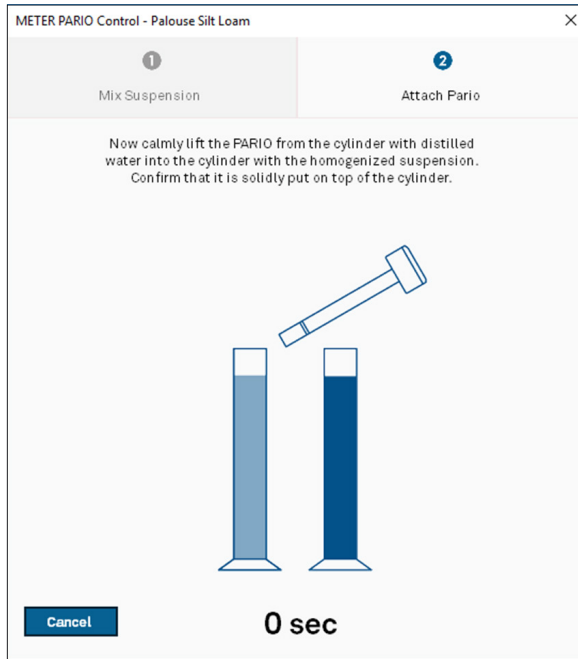 METER PARIO Control - Palouse Silt Loam
1
Mix Suspension
2
Attach Pario
Now calmly lift the PARIO from the cylinder with distilled
water into the cylinder with the homogenized suspension.
Confirm that it is solidly put on top of the cylinder.
Cancel
0 sec